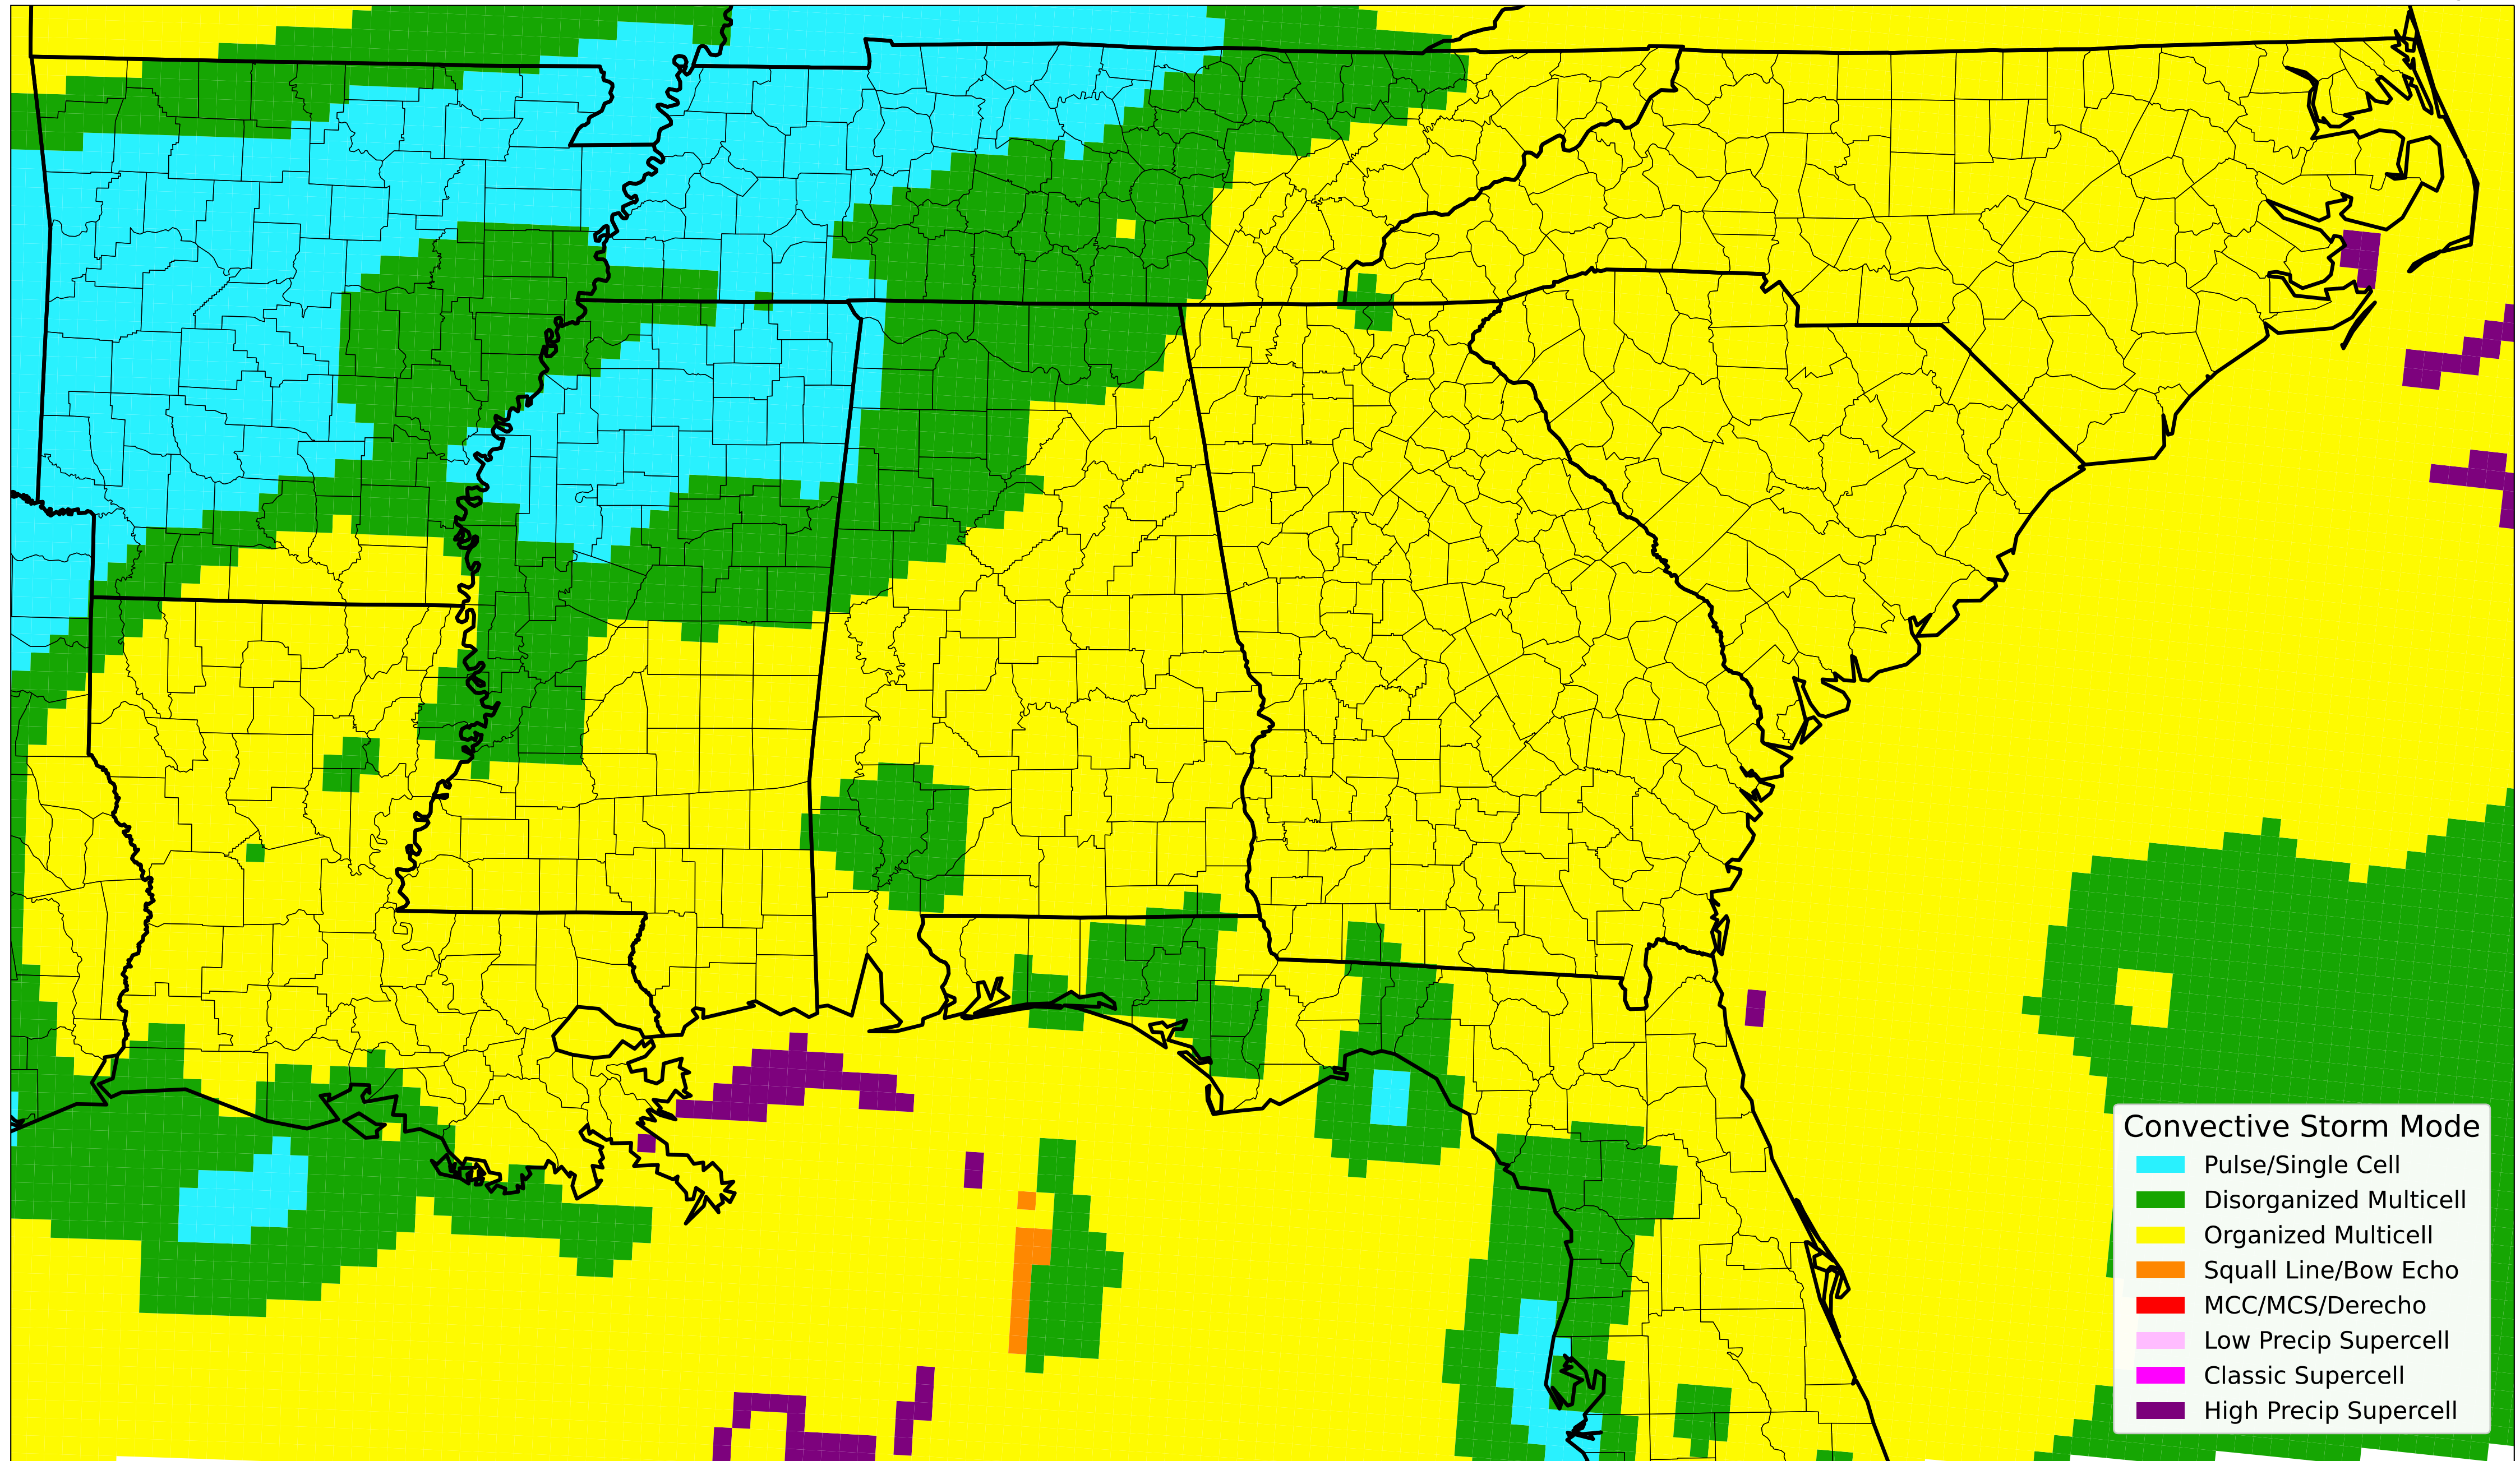 Convective Storm Mode
Pulse/Single Cell
Disorganized Multicell
Organized Multicell
Squall Line/Bow Echo
MCC/MCS/Derecho
Low Precip Supercell
Classic Supercell
High Precip Supercell